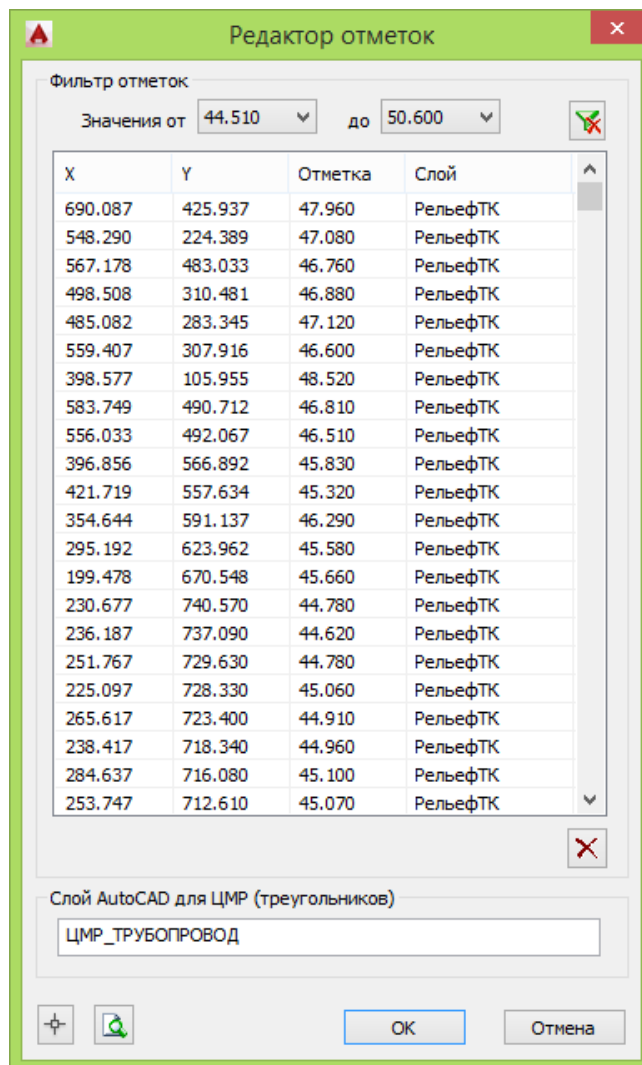 Редактор отметок
Фильтр отметок
Значения от 44.510 до 50.600
X Y Отметка Слой
690.087 425.937 47.960 РельефТК
548.290 224.389 47.080 РельефТК
567.178 483.033 46.760 РельефТК
498.508 310.481 46.880 РельефТК
485.082 283.345 47.120 РельефТК
559.407 307.916 46.600 РельефТК
398.577 105.955 48.520 РельефТК
583.749 490.712 46.810 РельефТК
556.033 492.067 46.510 РельефТК
396.856 566.892 45.830 РельефТК
421.719 557.634 45.320 РельефТК
354.644 591.137 46.290 РельефТК
295.192 623.962 45.580 РельефТК
199.478 670.548 45.660 РельефТК
230.677 740.570 44.780 РельефТК
236.187 737.090 44.620 РельефТК
251.767 729.630 44.780 РельефТК
225.097 728.330 45.060 РельефТК
265.617 723.400 44.910 РельефТК
238.417 718.340 44.960 РельефТК
284.637 716.080 45.100 РельефТК
253.747 712.610 45.070 РельефТК
Слой AutoCAD для ЦМР (треугольников)
ЦМР_ТРУБОПРОВОД
ОК Отмена